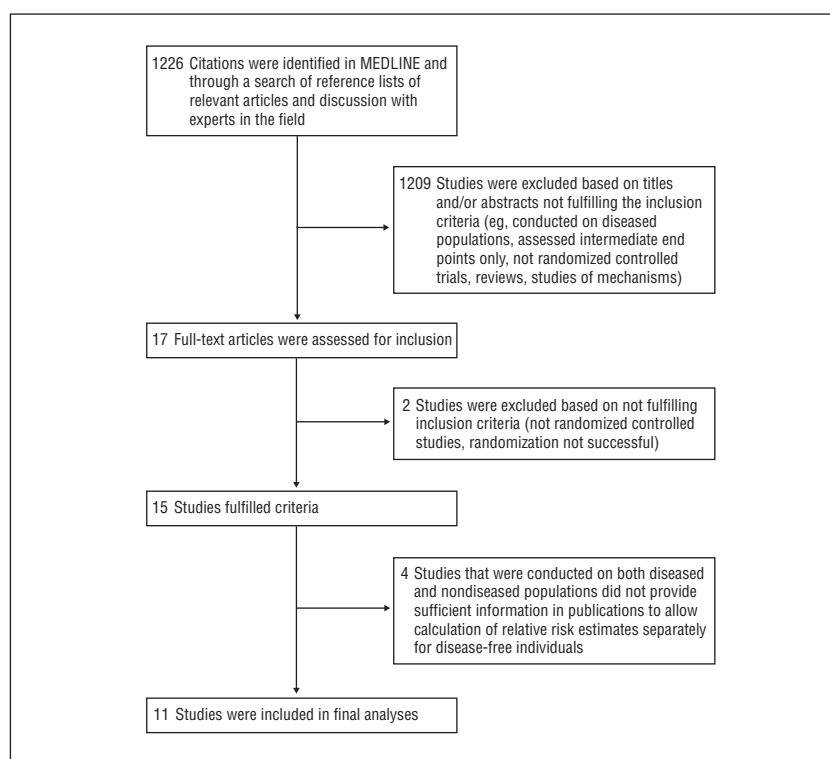 1226 Citations were identified in MEDLINE and
through a search of reference lists of
relevant articles and discussion with
experts in the field
1209 Studies were excluded based on titles
and/or abstracts not fulfilling the inclusion
criteria (eg, conducted on diseased
populations, assessed intermediate end
points only, not randomized controlled
trials, reviews, studies of mechanisms)
17 Full-text articles were assessed for inclusion
2 Studies were excluded based on not fulfilling
inclusion criteria (not randomized controlled
studies, randomization not successful)
15 Studies fulfilled criteria
4 Studies that were conducted on both diseased
and nondiseased populations did not provide
sufficient information in publications to allow
calculation of relative risk estimates separately
for disease-free individuals
11 Studies were included in final analyses